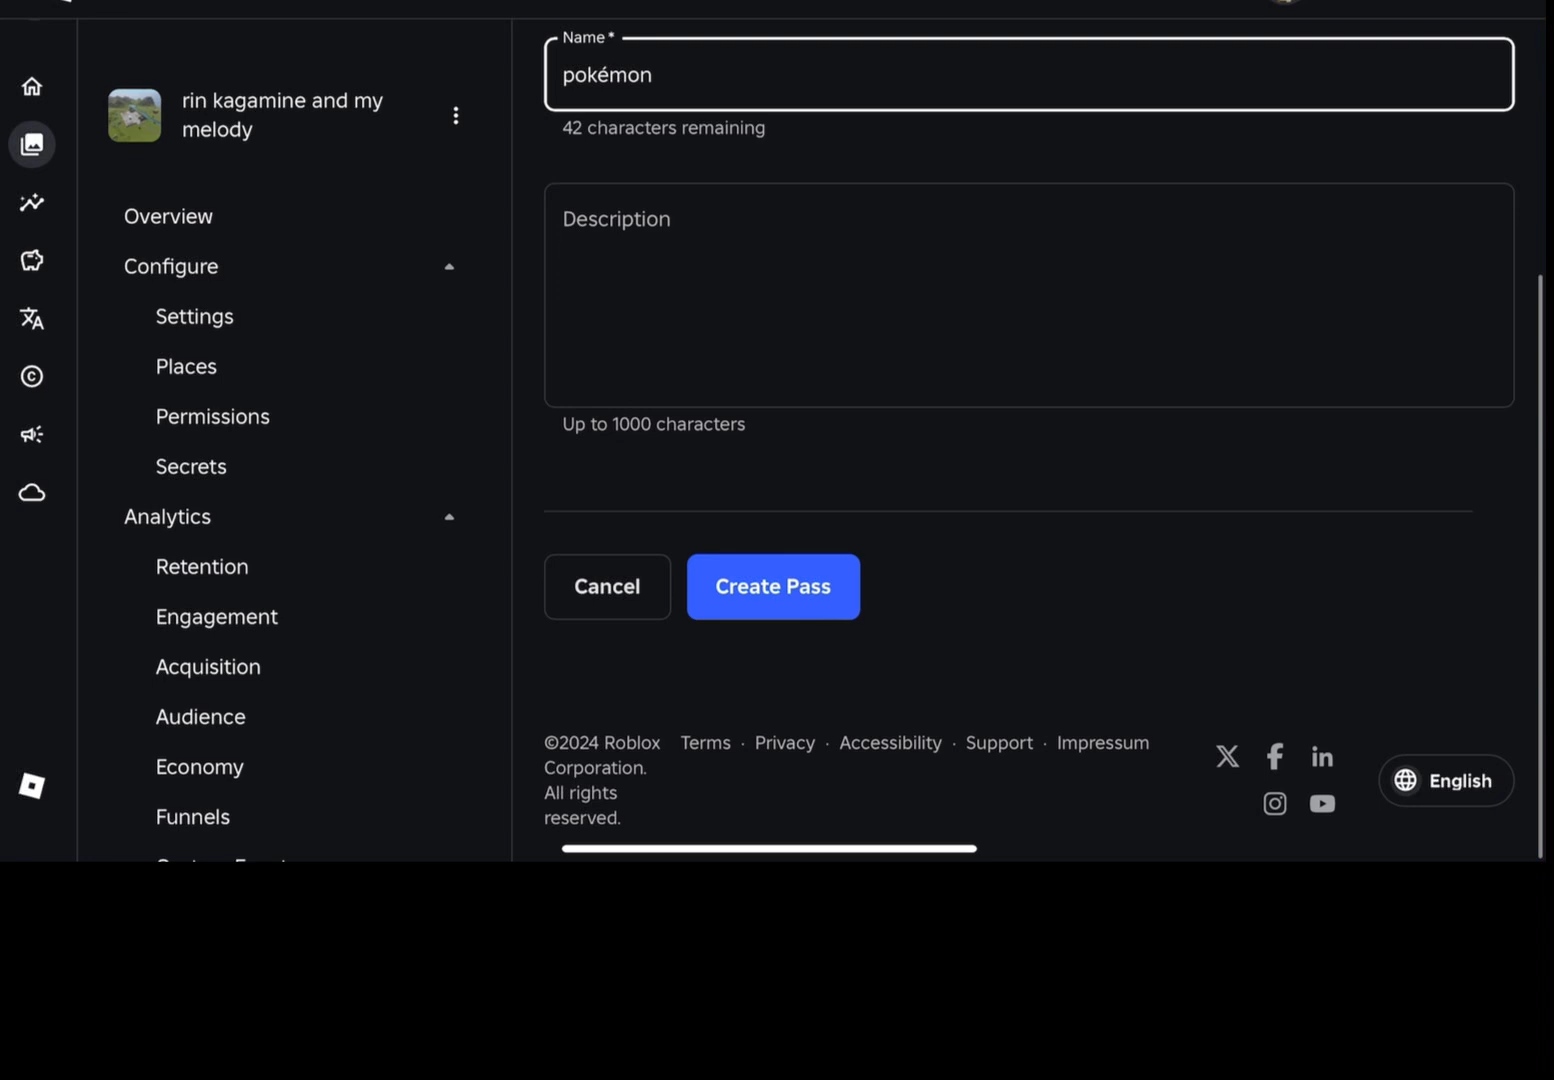 rin kagamine and my
melody
Overview
Configure
Settings
Places
Permissions
Secrets
Analytics
Retention
Engagement
Acquisition
Audience
Economy
Funnels
Name *
pokémon
42 characters remaining
Description
Up to 1000 characters
Cancel
Create Pass
©2024 Roblox
Corporation.
All rights
reserved.
Terms · Privacy · Accessibility · Support · Impressum
English